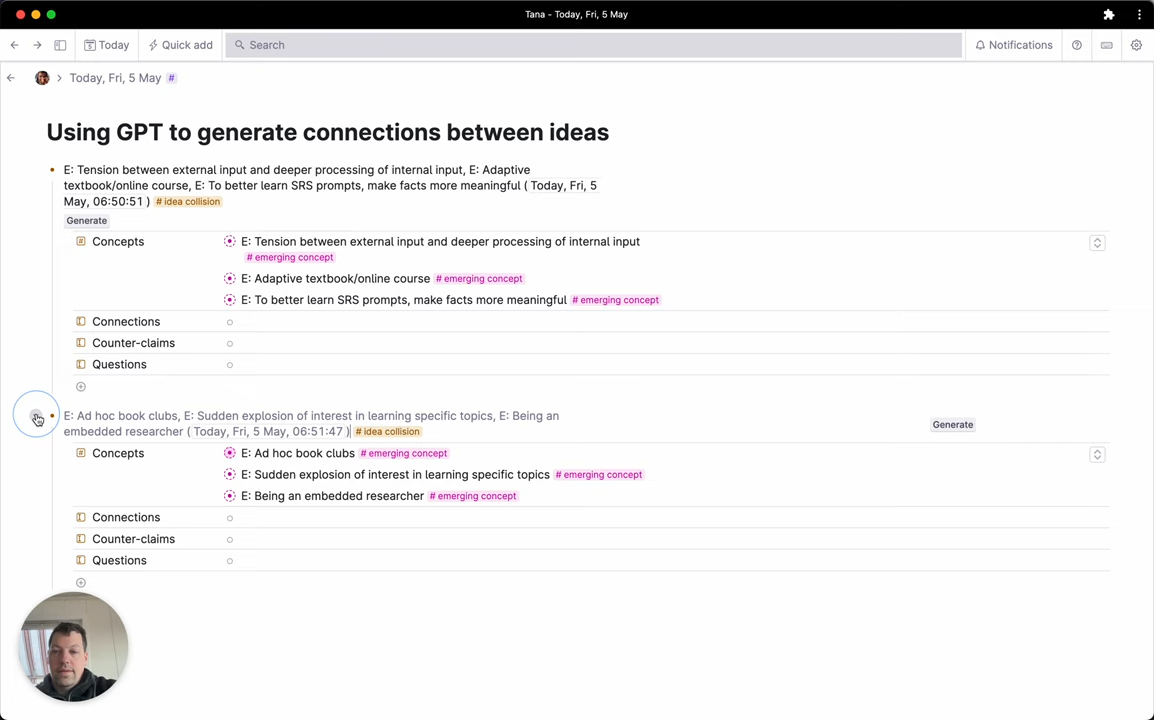 Tana - Today, Fri, 5 May
Today
Quick add
Search
Notifications
Today, Fri, 5 May #
Using GPT to generate connections between ideas
E: Tension between external input and deeper processing of internal input, E: Adaptive
textbook/online course, E: To better learn SRS prompts, make facts more meaningful ( Today, Fri, 5
May, 06:50:51 ) # idea collision
Generate
Concepts
E: Tension between external input and deeper processing of internal input
# emerging concept
E: Adaptive textbook/online course # emerging concept
E: To better learn SRS prompts, make facts more meaningful # emerging concept
Connections
Counter-claims
Questions
E: Ad hoc book clubs, E: Sudden explosion of interest in learning specific topics, E: Being an
embedded researcher ( Today, Fri, 5 May, 06:51:47 ) # idea collision
Generate
Concepts
E: Ad hoc book clubs # emerging concept
E: Sudden explosion of interest in learning specific topics # emerging concept
E: Being an embedded researcher # emerging concept
Connections
Counter-claims
Questions